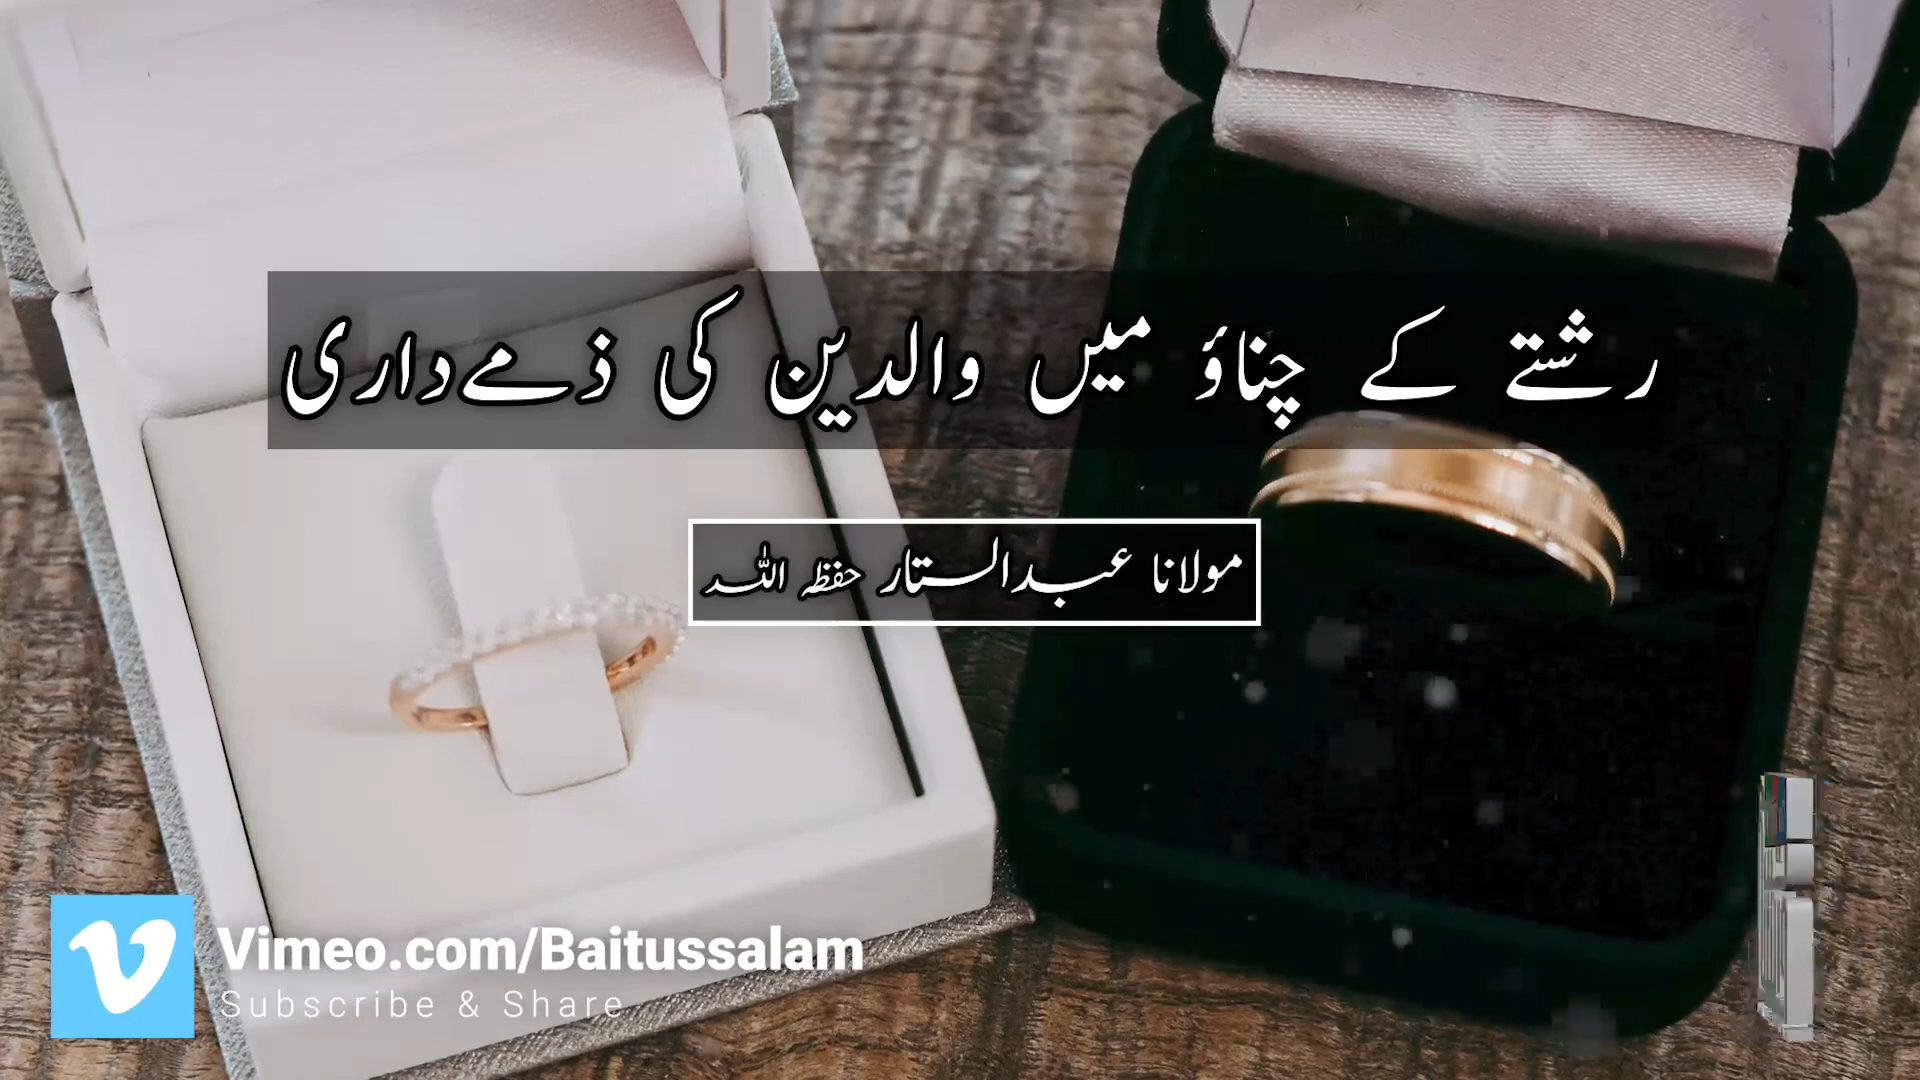 رشتے کے چناؤ میں والدین کی ذمے داری
مولانا عبدالستار حفظہ اللہ
Vimeo.com/Baitussalam
Subscribe & Share